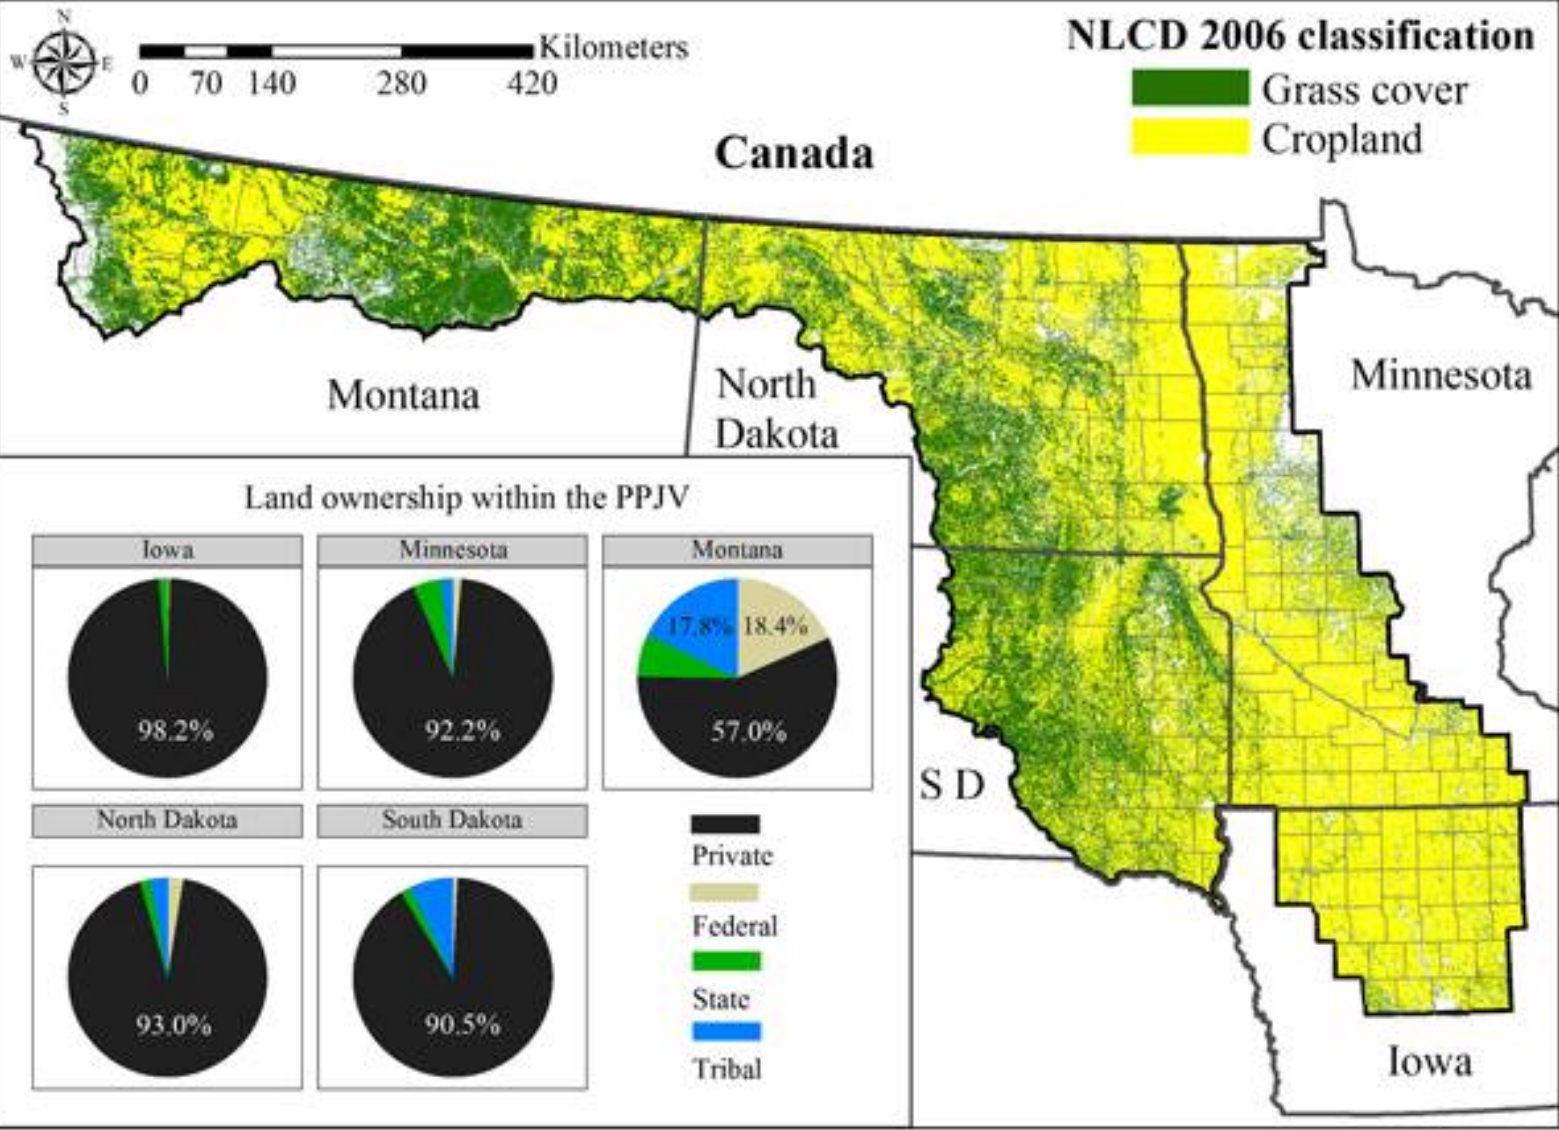 N
W E
S
Kilometers
0 70 140 280 420
NLCD 2006 classification
Grass cover
Cropland
Canada
Montana
North
Dakota
Minnesota
S D
Iowa
Land ownership within the PPJV
Iowa Minnesota Montana
17.8% 18.4%
98.2% 92.2% 57.0%
North Dakota South Dakota
93.0% 90.5%
Private
Federal
State
Tribal